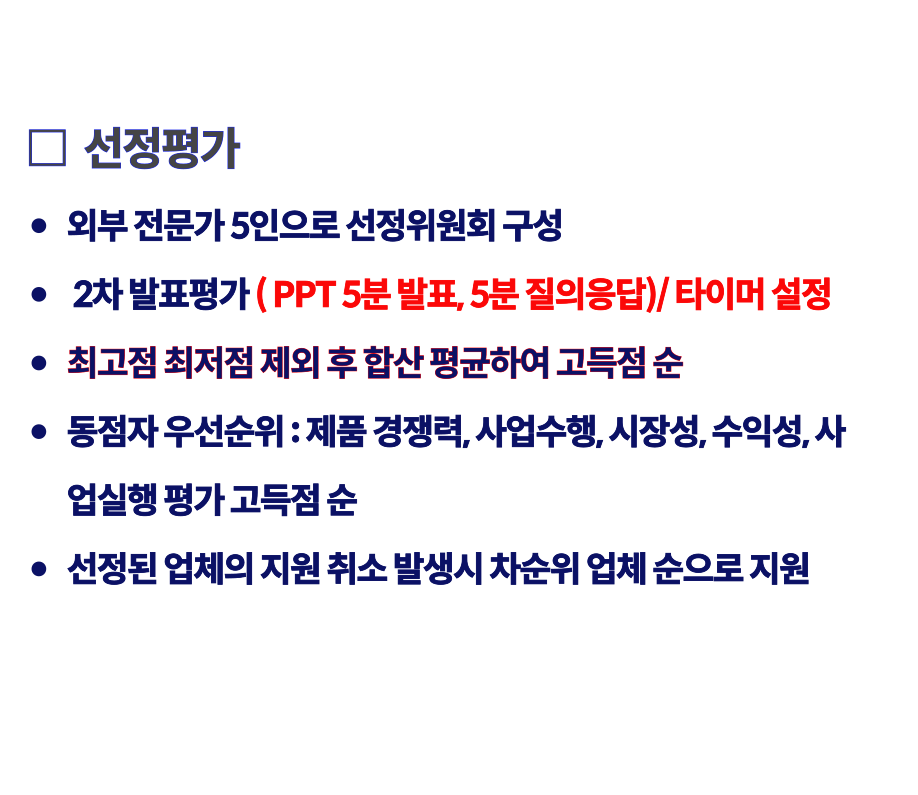 □ 선정평가
• 외부 전문가 5인으로 선정위원회 구성
• 2차 발표평가 ( PPT 5분 발표, 5분 질의응답)/ 타이머 설정
• 최고점 최저점 제외 후 합산 평균하여 고득점 순
• 동점자 우선순위 : 제품 경쟁력, 사업수행, 시장성, 수익성, 사
업실행 평가 고득점 순
• 선정된 업체의 지원 취소 발생시 차순위 업체 순으로 지원